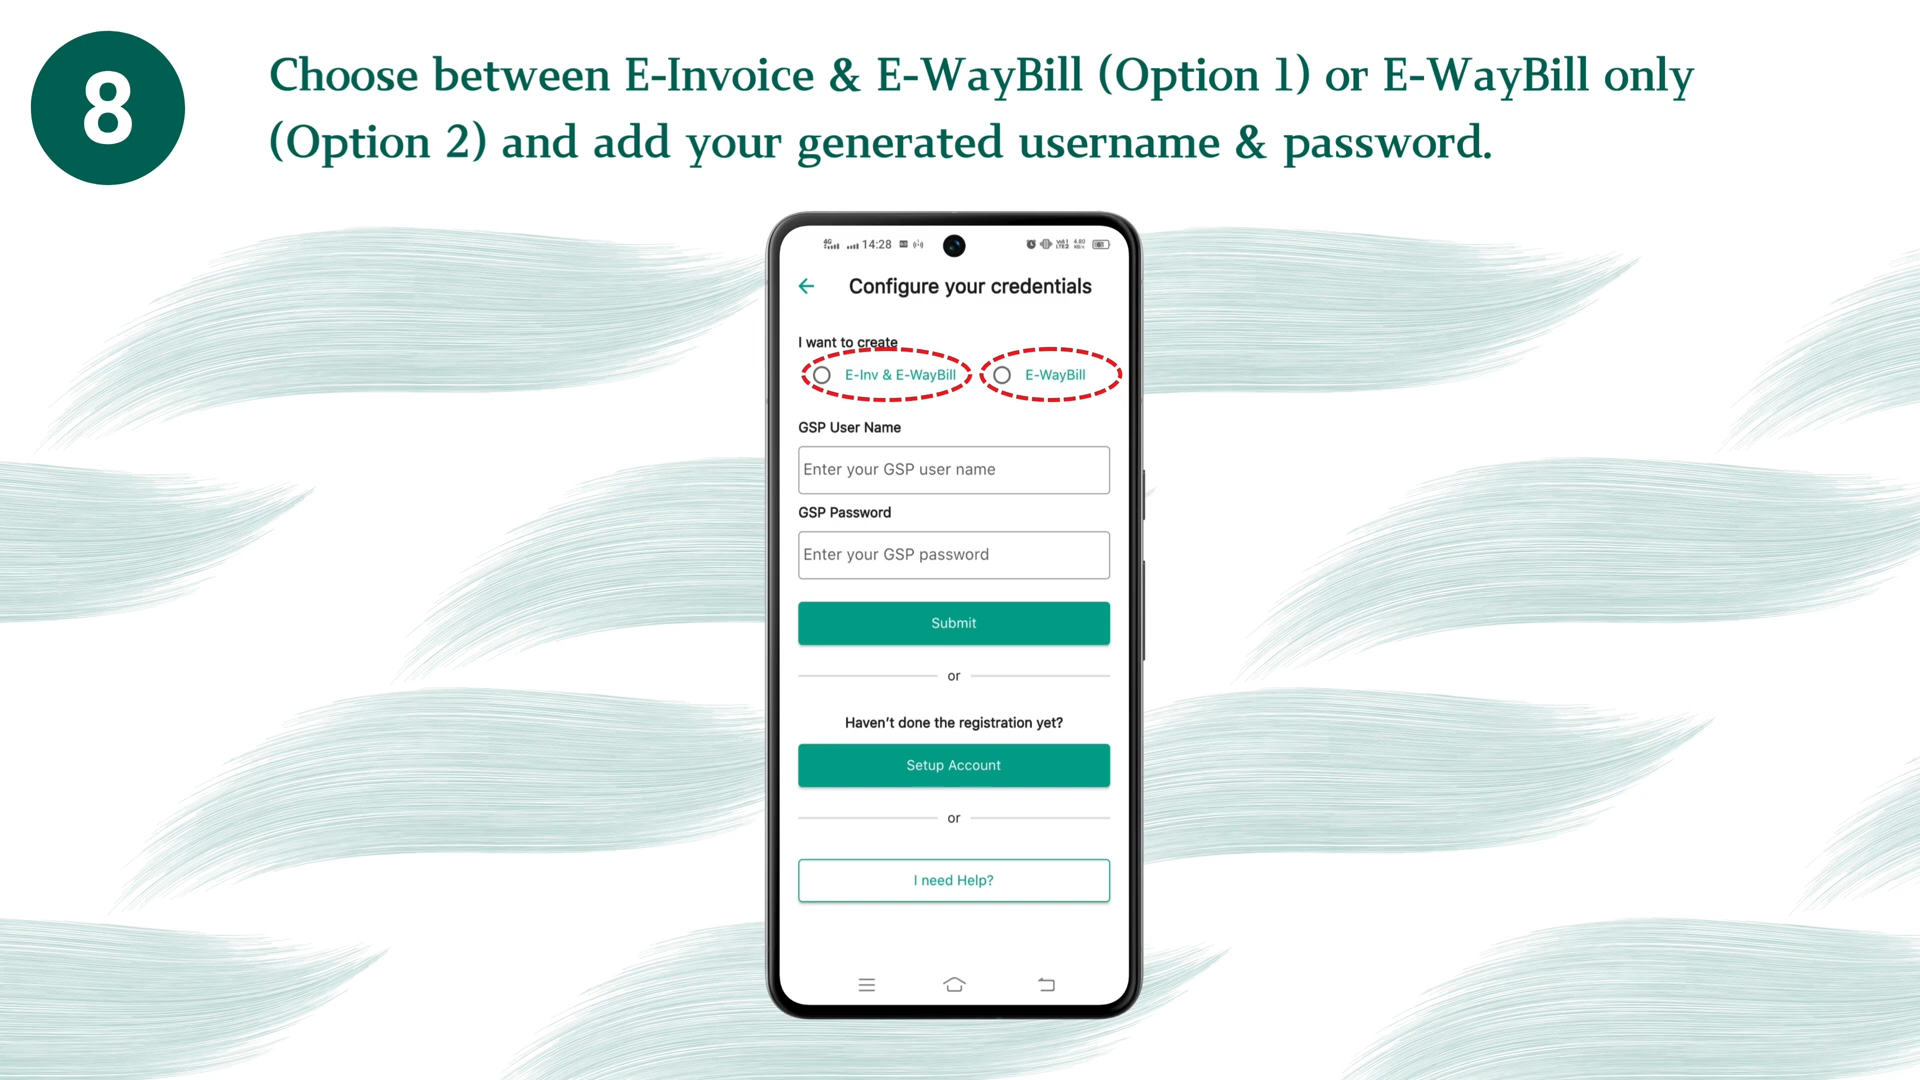 8
Choose between E-Invoice & E-WayBill (Option 1) or E-WayBill only
(Option 2) and add your generated username & password.
4G 14:28
Configure your credentials
I want to create
E-Inv & E-WayBill E-WayBill
GSP User Name
Enter your GSP user name
GSP Password
Enter your GSP password
Submit
or
Haven't done the registration yet?
Setup Account
or
I need Help?